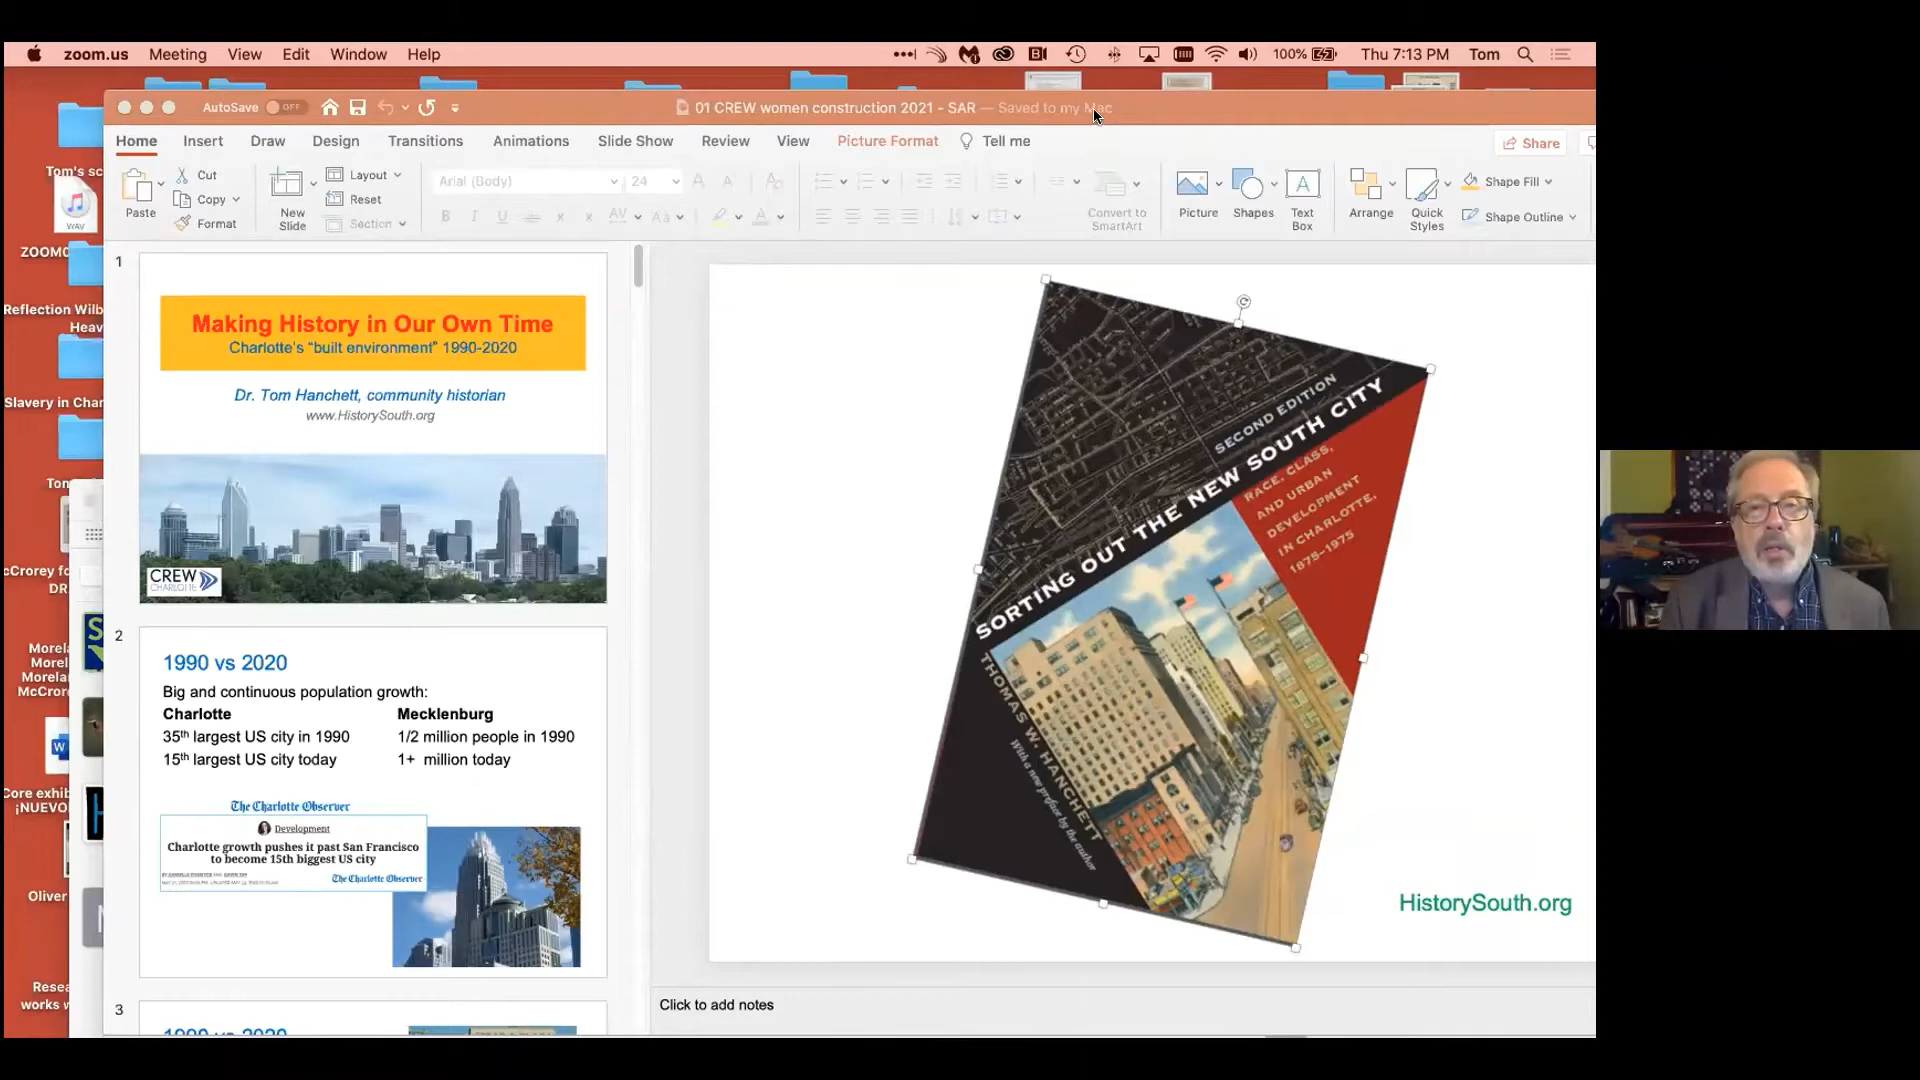 zoom.us Meeting View Edit Window Help
100% Thu 7:13 PM Tom
AutoSave OFF
01 CREW women construction 2021 - SAR — Saved to my Mac
Home Insert Draw Design Transitions Animations Slide Show Review View Picture Format Tell me
Share
Paste
Cut
Copy
Format
New Slide
Layout
Reset
Section
Arial (Body) 24
B I U
Convert to SmartArt
Picture
Shapes
Text Box
Arrange
Quick Styles
Shape Fill
Shape Outline
Tom's sc
WAV
ZOOM0
Reflection Wilb
Heav
Slavery in Char
Tom
cCrorey fo
DR
Morel
Morel
Morelan
McCrore
W
Core exhib
¡NUEVO
Oliver
Resea
works w
1
Making History in Our Own Time
Charlotte's “built environment” 1990-2020
Dr. Tom Hanchett, community historian
www.HistorySouth.org
CREW
CHARLOTTE
2
1990 vs 2020
Big and continuous population growth:
Charlotte Mecklenburg
35th largest US city in 1990 1/2 million people in 1990
15th largest US city today 1+ million today
The Charlotte Observer
Development
Charlotte growth pushes it past San Francisco
to become 15th biggest US city
The Charlotte Observer
3
1990 vs 2020
SECOND EDITION
SORTING OUT THE NEW SOUTH CITY
RACE, CLASS,
AND URBAN
DEVELOPMENT
IN CHARLOTTE,
1875–1975
THOMAS W. HANCHETT
With a new preface by the author
HistorySouth.org
Click to add notes